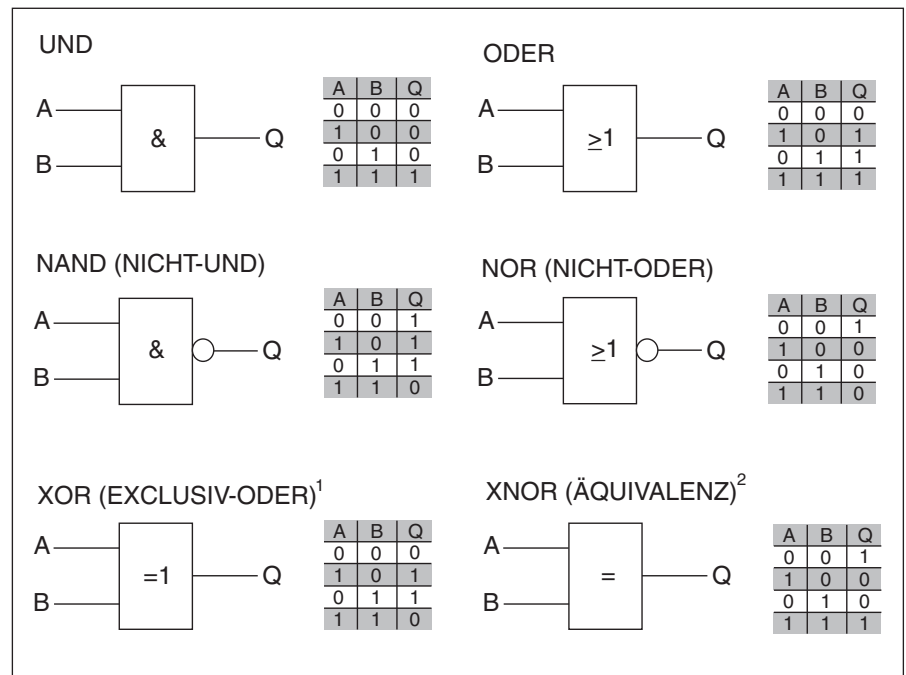 UND
A
B
&
Q
A B Q
0 0 0
1 0 0
0 1 0
1 1 1
ODER
A
B
≥1
Q
A B Q
0 0 0
1 0 1
0 1 1
1 1 1
NAND (NICHT-UND)
A
B
&
Q
A B Q
0 0 1
1 0 1
0 1 1
1 1 0
NOR (NICHT-ODER)
A
B
≥1
Q
A B Q
0 0 1
1 0 0
0 1 0
1 1 0
XOR (EXCLUSIV-ODER)¹
A
B
=1
Q
A B Q
0 0 0
1 0 1
0 1 1
1 1 0
XNOR (ÄQUIVALENZ)²
A
B
=
Q
A B Q
0 0 1
1 0 0
0 1 0
1 1 1